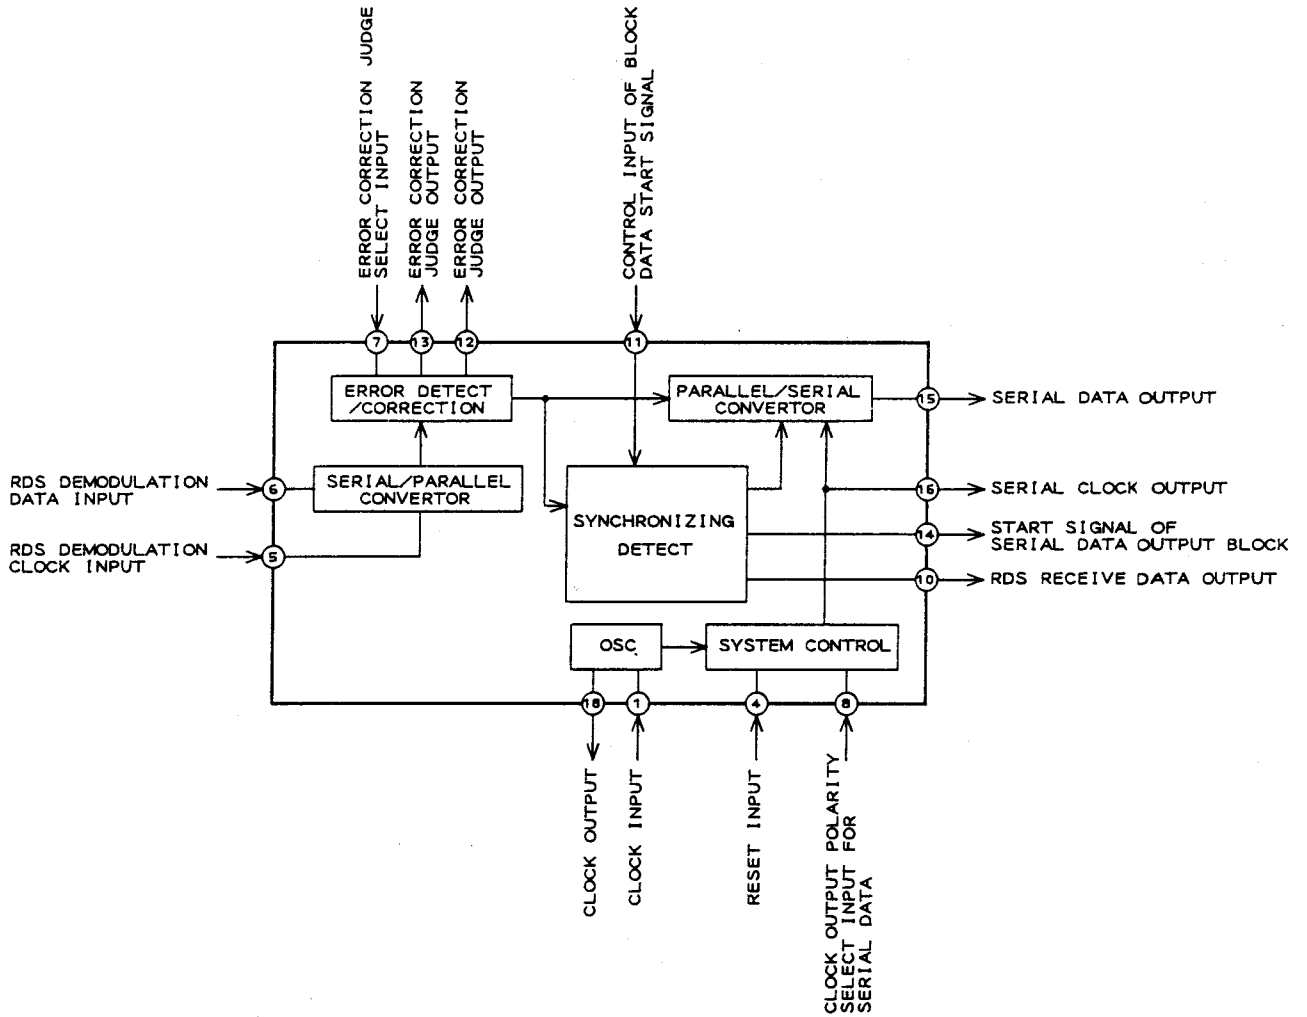 ERROR CORRECTION JUDGE
SELECT INPUT
ERROR CORRECTION
JUDGE OUTPUT
ERROR CORRECTION
JUDGE OUTPUT
CONTROL INPUT OF BLOCK
DATA START SIGNAL
7
13
12
11
ERROR DETECT
/CORRECTION
PARALLEL/SERIAL
CONVERTOR
15
SERIAL DATA OUTPUT
RDS DEMODULATION
DATA INPUT
6
SERIAL/PARALLEL
CONVERTOR
16
SERIAL CLOCK OUTPUT
SYNCHRONIZING
DETECT
14
START SIGNAL OF
SERIAL DATA OUTPUT BLOCK
RDS DEMODULATION
CLOCK INPUT
5
10
RDS RECEIVE DATA OUTPUT
OSC
SYSTEM CONTROL
18
1
4
8
CLOCK OUTPUT
CLOCK INPUT
RESET INPUT
CLOCK OUTPUT POLARITY
SELECT INPUT FOR
SERIAL DATA